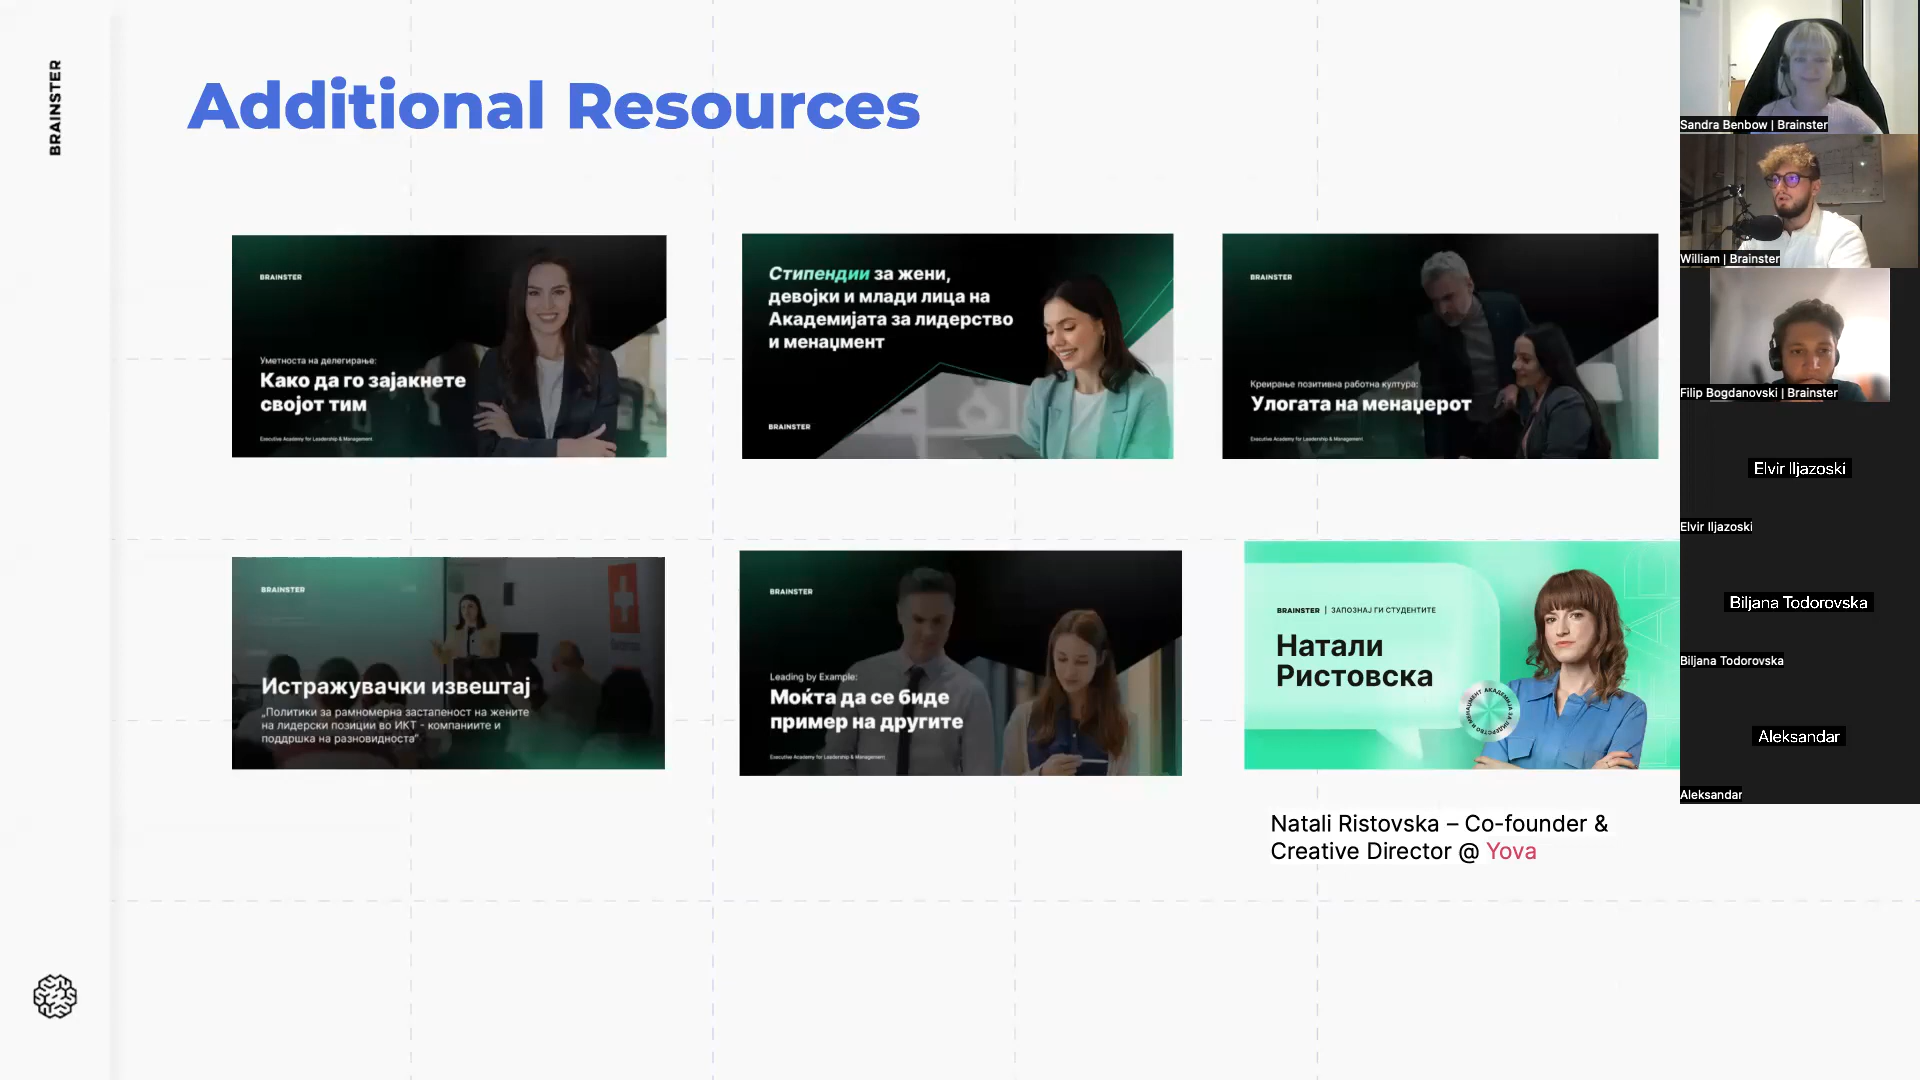 BRAINSTER
Additional Resources
BRAINSTER
Уметноста на делегирање:
Како да го зајакнете
својот тим
Executive Academy for Leadership & Management
Стипендии за жени,
девојки и млади лица на
Академијата за лидерство
и менаџмент
BRAINSTER
BRAINSTER
Креирање позитивна работна култура:
Улогата на менаџерот
Executive Academy for Leadership & Management
BRAINSTER
Истражувачки извештај
„Политики за рамномерна застапеност на жените
на лидерски позиции во ИКТ - компаниите и
поддршка на разновидноста“
BRAINSTER
Leading by Example:
Моќта да се биде
пример на другите
Executive Academy for Leadership & Management
BRAINSTER | ЗАПОЗНАЈ ГИ СТУДЕНТИТЕ
Натали
Ристовска
АКАДЕМИЈА ЗА ЛИДЕРСТВО И МЕНАЏМЕНТ
Natali Ristovska – Co-founder &
Creative Director @ Yova
Sandra Benbow | Brainster
William | Brainster
Filip Bogdanovski | Brainster
Elvir Iljazoski
Elvir Iljazoski
Biljana Todorovska
Biljana Todorovska
Aleksandar
Aleksandar